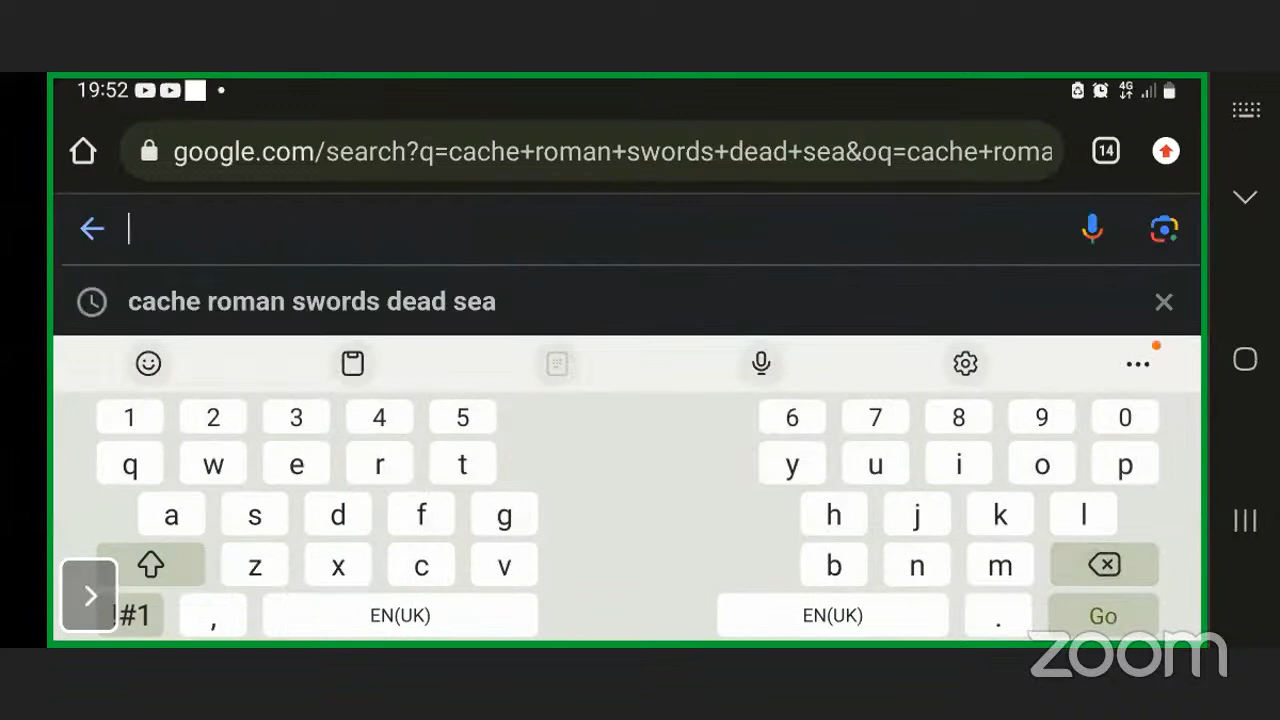 19:52
4G
google.com/search?q=cache+roman+swords+dead+sea&oq=cache+roma
14
cache roman swords dead sea
1 2 3 4 5 6 7 8 9 0
q w e r t y u i o p
a s d f g h j k l
z x c v b n m
!#1 , EN(UK) EN(UK) . Go
zoom